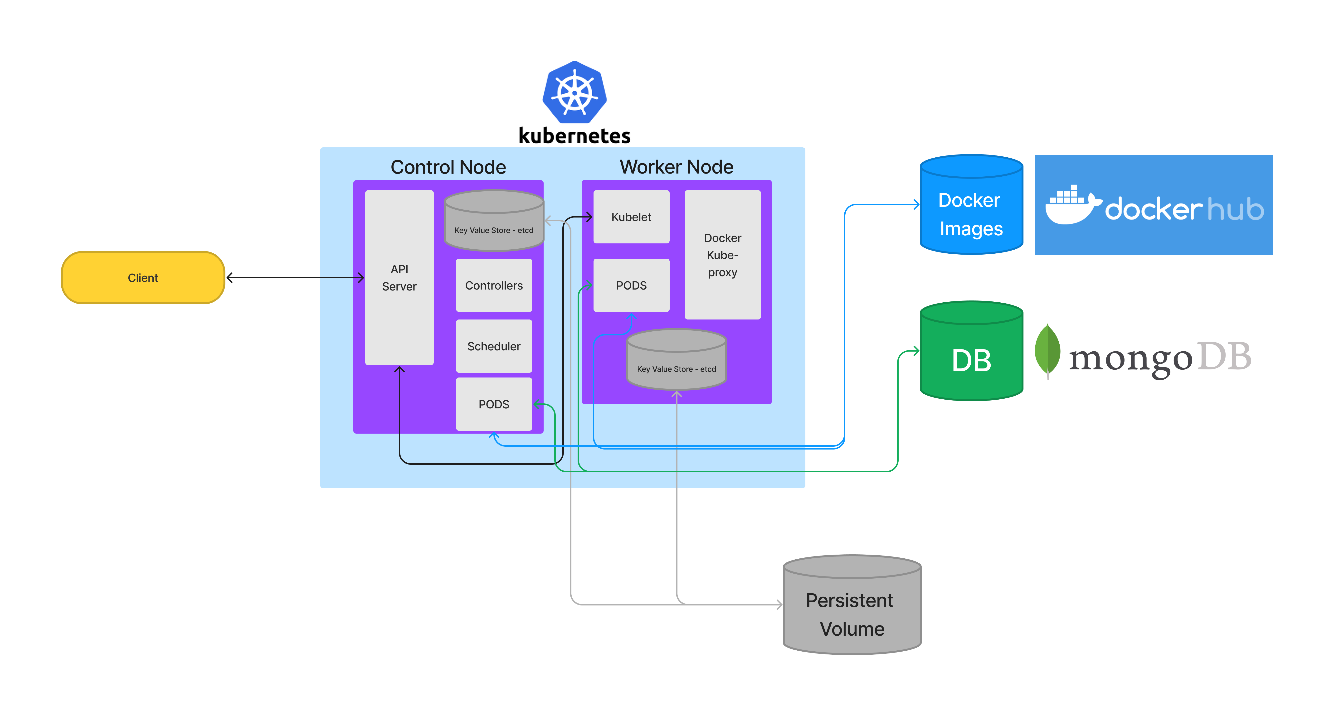 kubernetes
Control Node
Worker Node
API
Server
Key Value Store - etcd
Controllers
Scheduler
PODS
Kubelet
PODS
Docker
Kube-
proxy
Key Value Store - etcd
Client
Docker
Images
dockerhub
DB
mongoDB
Persistent
Volume